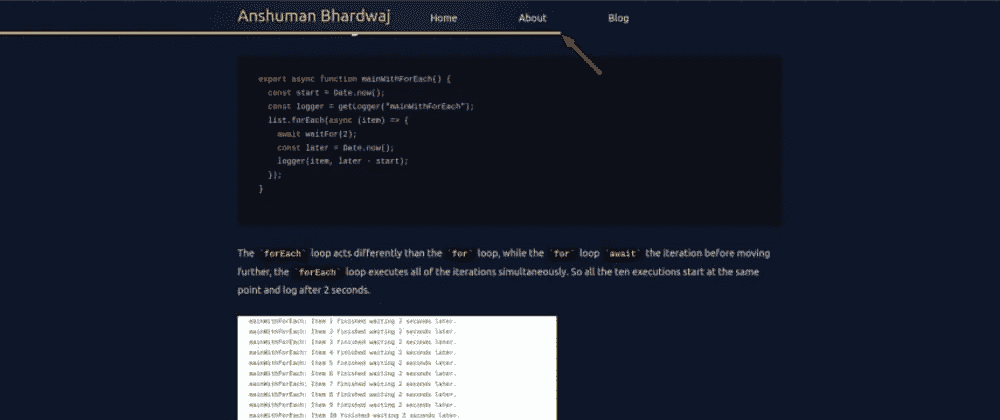 Anshuman Bhardwaj Home About Blog
export async function mainWithForEach() {
const start = Date.now();
const logger = getLogger("mainWithForEach");
list.forEach(async (item) => {
await waitFor(2);
const later = Date.now();
logger(item, later - start);
});
}
The `forEach` loop acts differently than the `for` loop, while the `for` loop `await` the iteration before moving
further, the `forEach` loop executes all of the iterations simultaneously. So all the ten executions start at the same
point and log after 2 seconds.
mainWithForEach: Item 1 finished waiting 2 seconds later.
mainWithForEach: Item 2 finished waiting 2 seconds later.
mainWithForEach: Item 3 finished waiting 2 seconds later.
mainWithForEach: Item 4 finished waiting 2 seconds later.
mainWithForEach: Item 5 finished waiting 2 seconds later.
mainWithForEach: Item 6 finished waiting 2 seconds later.
mainWithForEach: Item 7 finished waiting 2 seconds later.
mainWithForEach: Item 8 finished waiting 2 seconds later.
mainWithForEach: Item 9 finished waiting 2 seconds later.
mainWithForEach: Item 10 finished waiting 2 seconds later.